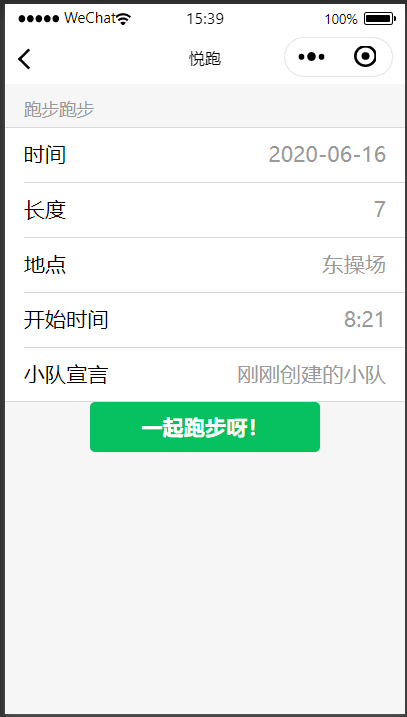 ●●●●● WeChat 15:39 100%
悦跑
跑步跑步
时间 2020-06-16
长度 7
地点 东操场
开始时间 8:21
小队宣言 刚刚创建的小队
一起跑步呀！